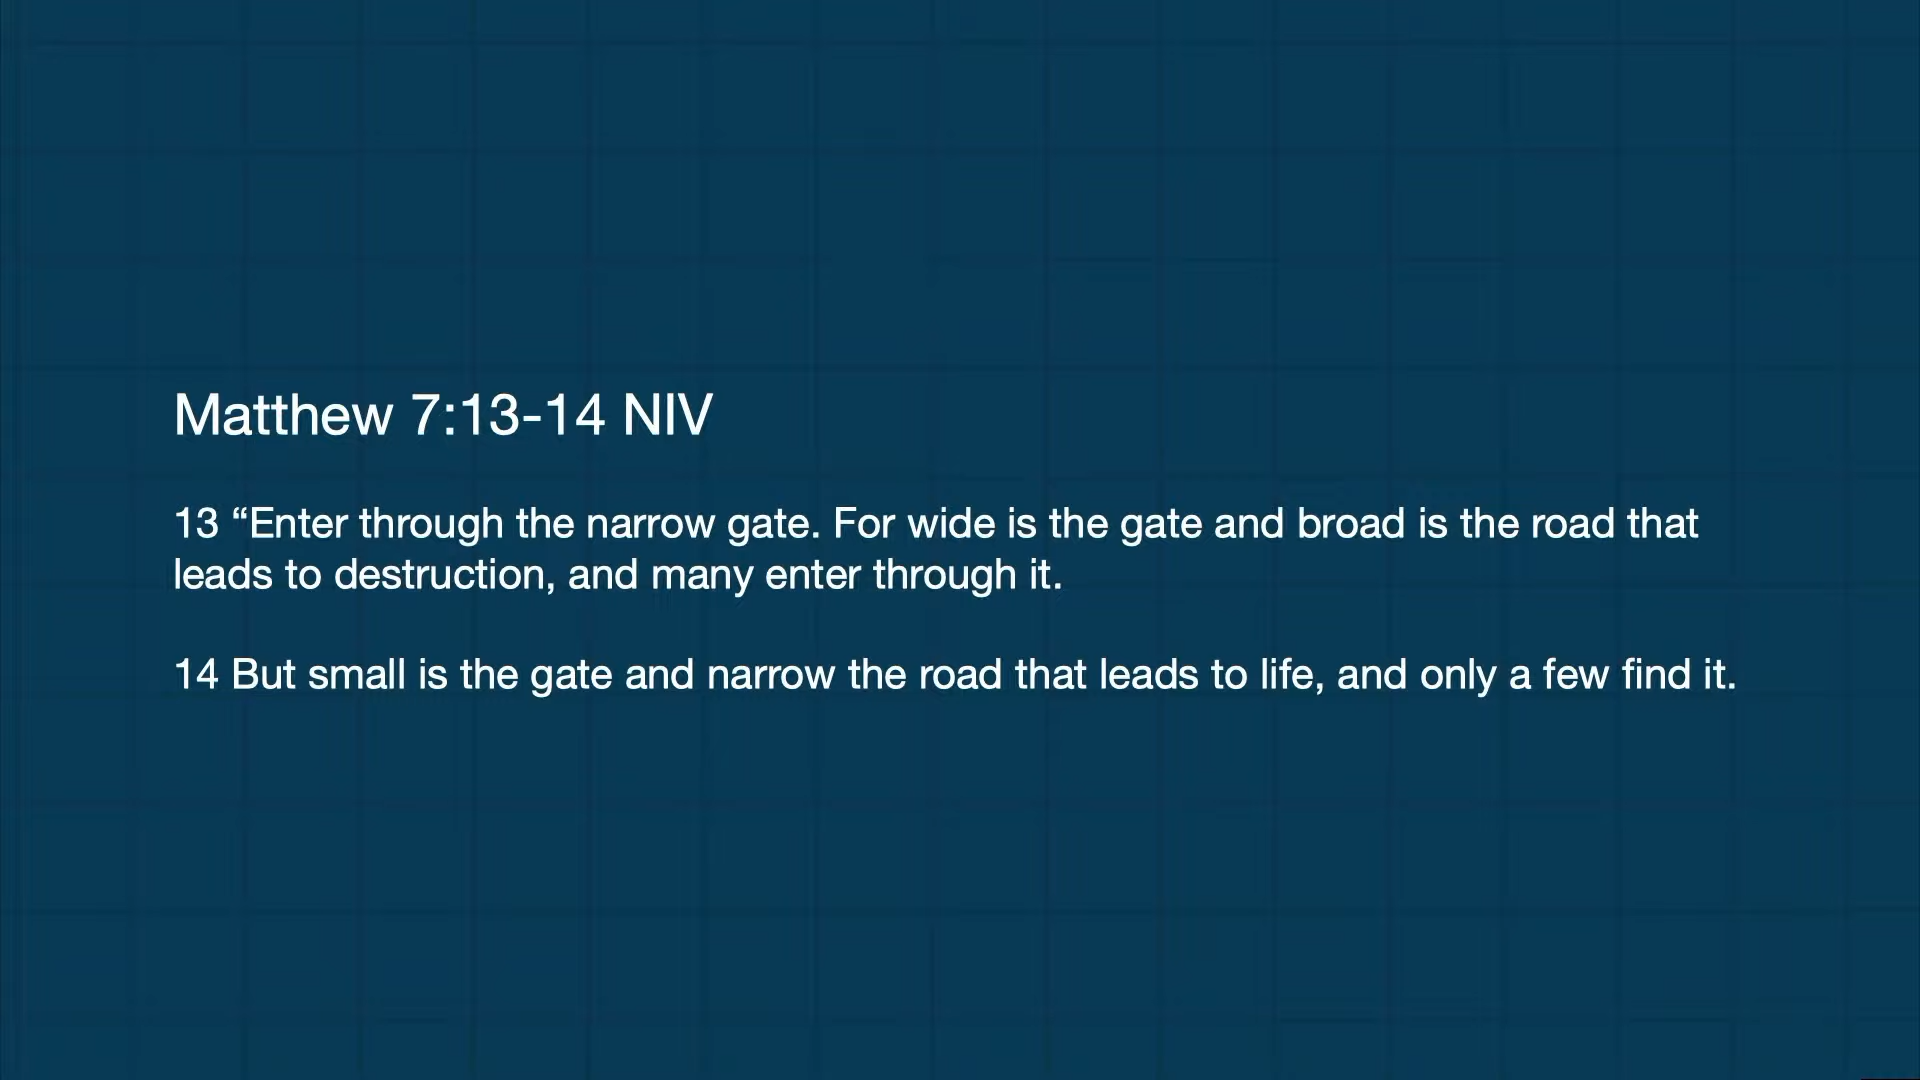 Matthew 7:13-14 NIV
13 “Enter through the narrow gate. For wide is the gate and broad is the road that
leads to destruction, and many enter through it.
14 But small is the gate and narrow the road that leads to life, and only a few find it.